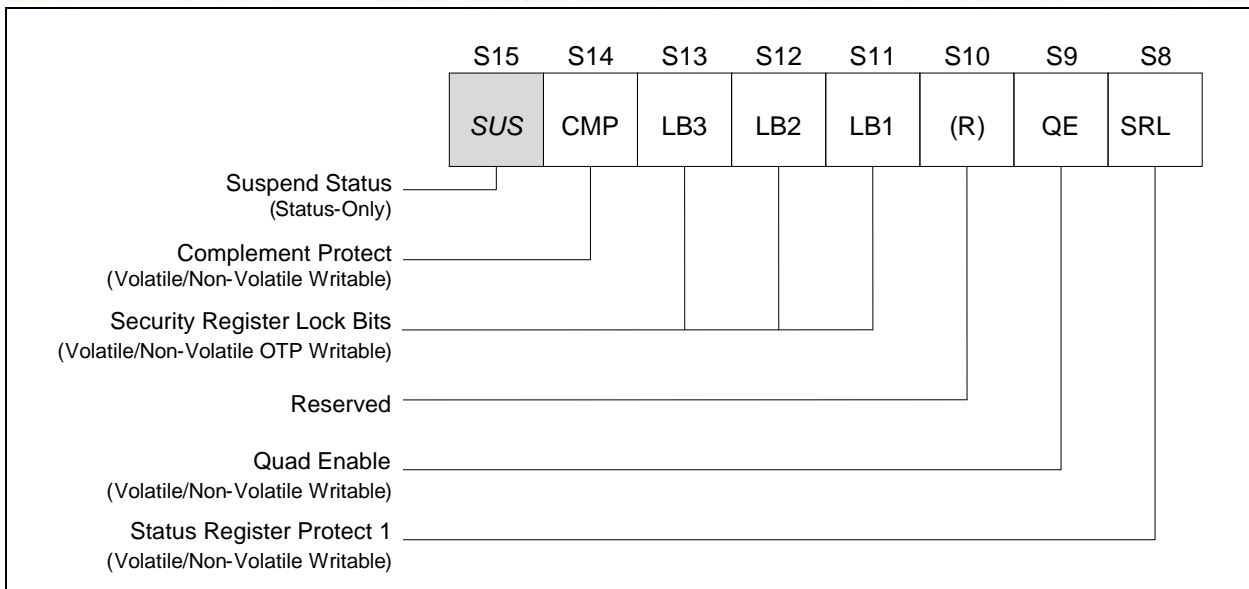 S15 S14 S13 S12 S11 S10 S9 S8
SUS CMP LB3 LB2 LB1 (R) QE SRL
Suspend Status
(Status-Only)
Complement Protect
(Volatile/Non-Volatile Writable)
Security Register Lock Bits
(Volatile/Non-Volatile OTP Writable)
Reserved
Quad Enable
(Volatile/Non-Volatile Writable)
Status Register Protect 1
(Volatile/Non-Volatile Writable)